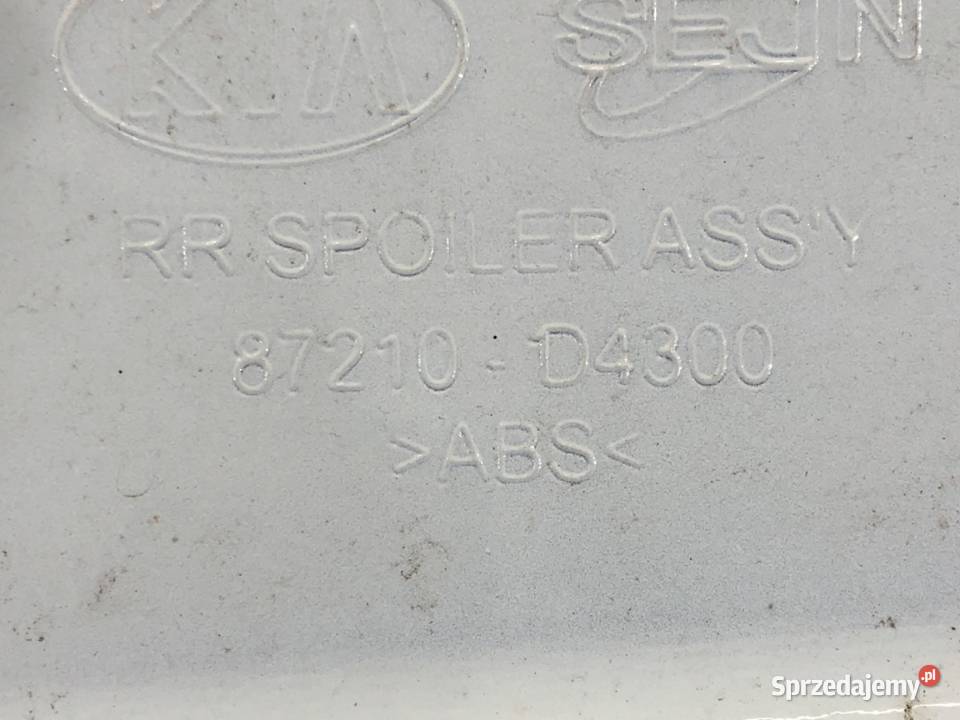 KIA SEJN
RR SPOILER ASS'Y
87210 - D4300
>ABS<
Sprzedajemy.pl